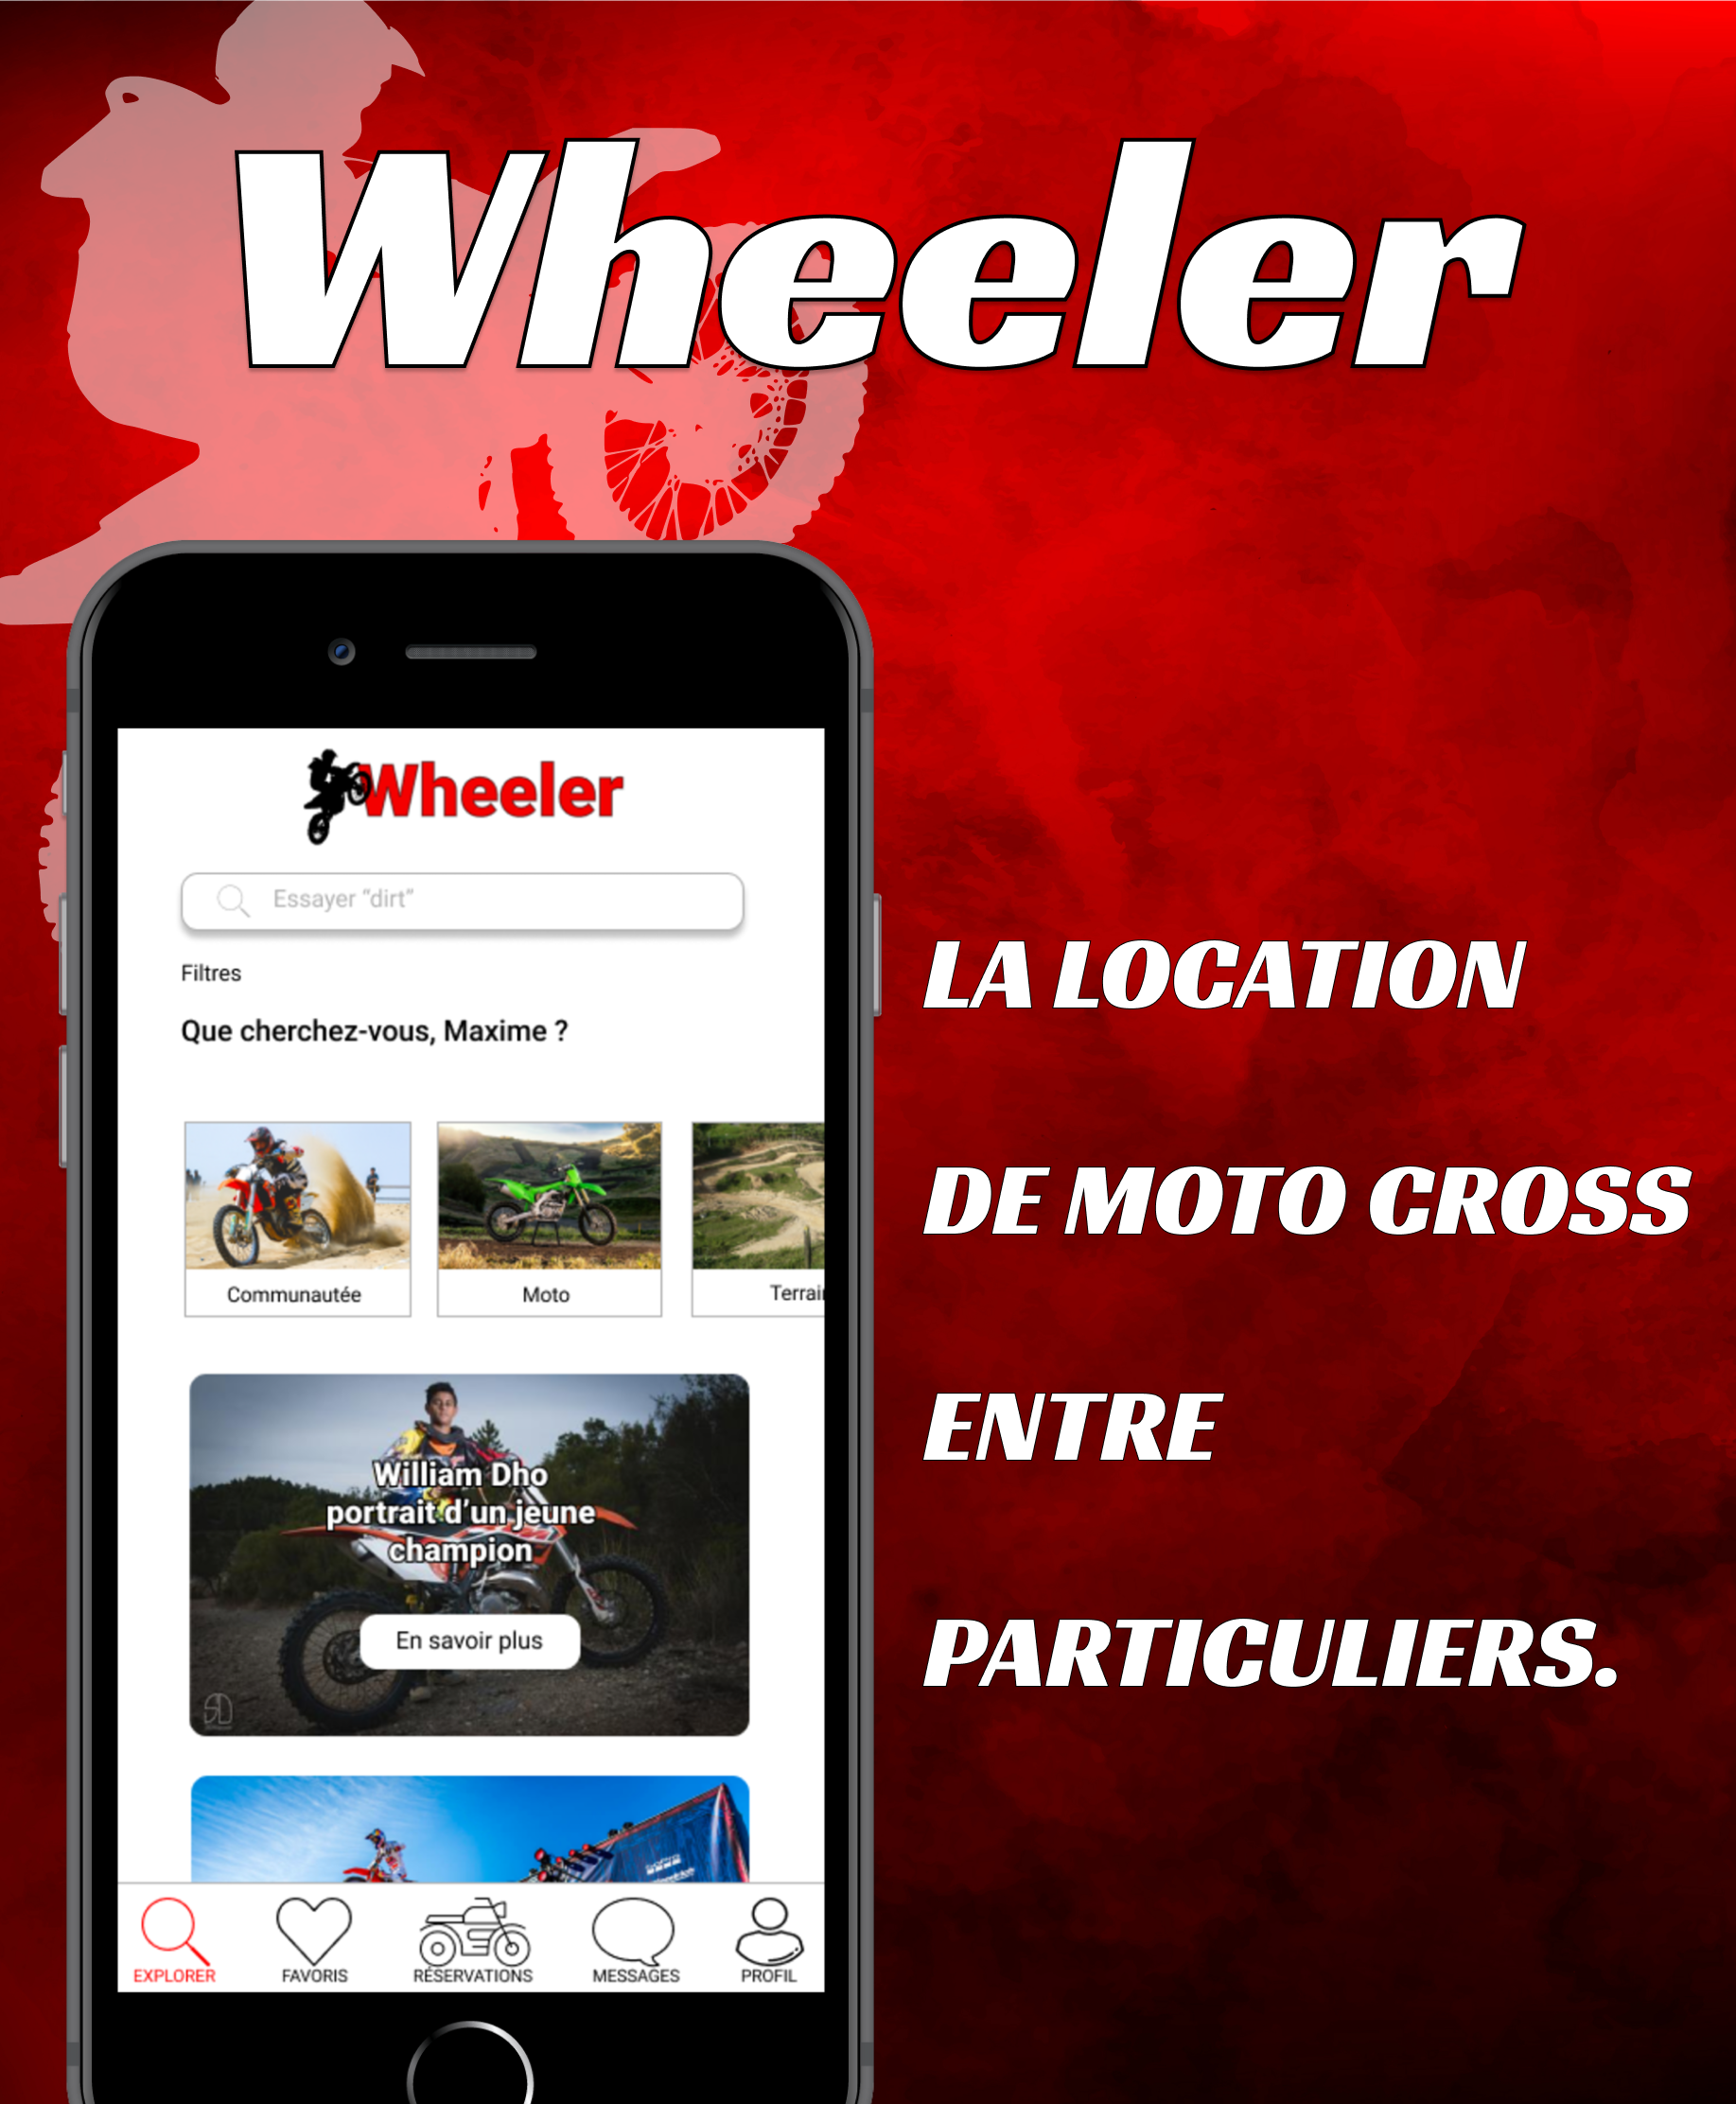 Wheeler
Wheeler
Essayer “dirt”
Filtres
Que cherchez-vous, Maxime ?
Communautée
Moto
Terrai
William Dho
portrait d’un jeune
champion
En savoir plus
EXPLORER
FAVORIS
RÉSERVATIONS
MESSAGES
PROFIL
LA LOCATION
DE MOTO CROSS
ENTRE
PARTICULIERS.